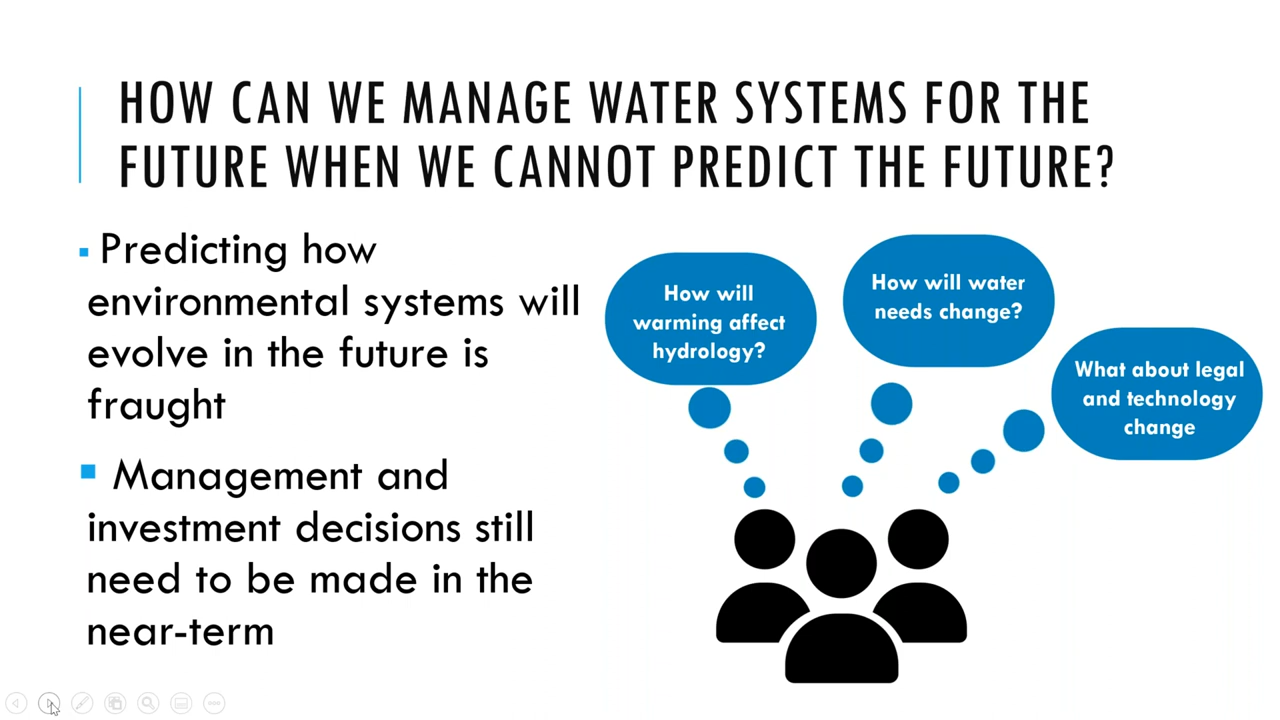 HOW CAN WE MANAGE WATER SYSTEMS FOR THE
FUTURE WHEN WE CANNOT PREDICT THE FUTURE?
▪ Predicting how
environmental systems will
evolve in the future is
fraught
▪ Management and
investment decisions still
need to be made in the
near-term
How will
warming affect
hydrology?
How will water
needs change?
What about legal
and technology
change